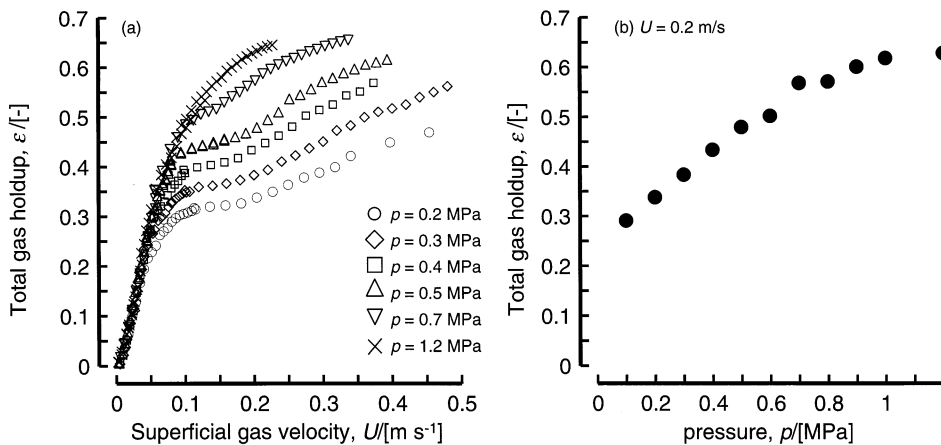 (a)
Total gas holdup, ε/[-]
0.7
0.6
0.5
0.4
0.3
0.2
0.1
0
p = 0.2 MPa
p = 0.3 MPa
p = 0.4 MPa
p = 0.5 MPa
p = 0.7 MPa
p = 1.2 MPa
0 0.1 0.2 0.3 0.4 0.5
Superficial gas velocity, U/[m s⁻¹]
(b) U = 0.2 m/s
Total gas holdup, ε/[-]
0.7
0.6
0.5
0.4
0.3
0.2
0.1
0
0 0.2 0.4 0.6 0.8 1
pressure, p/[MPa]